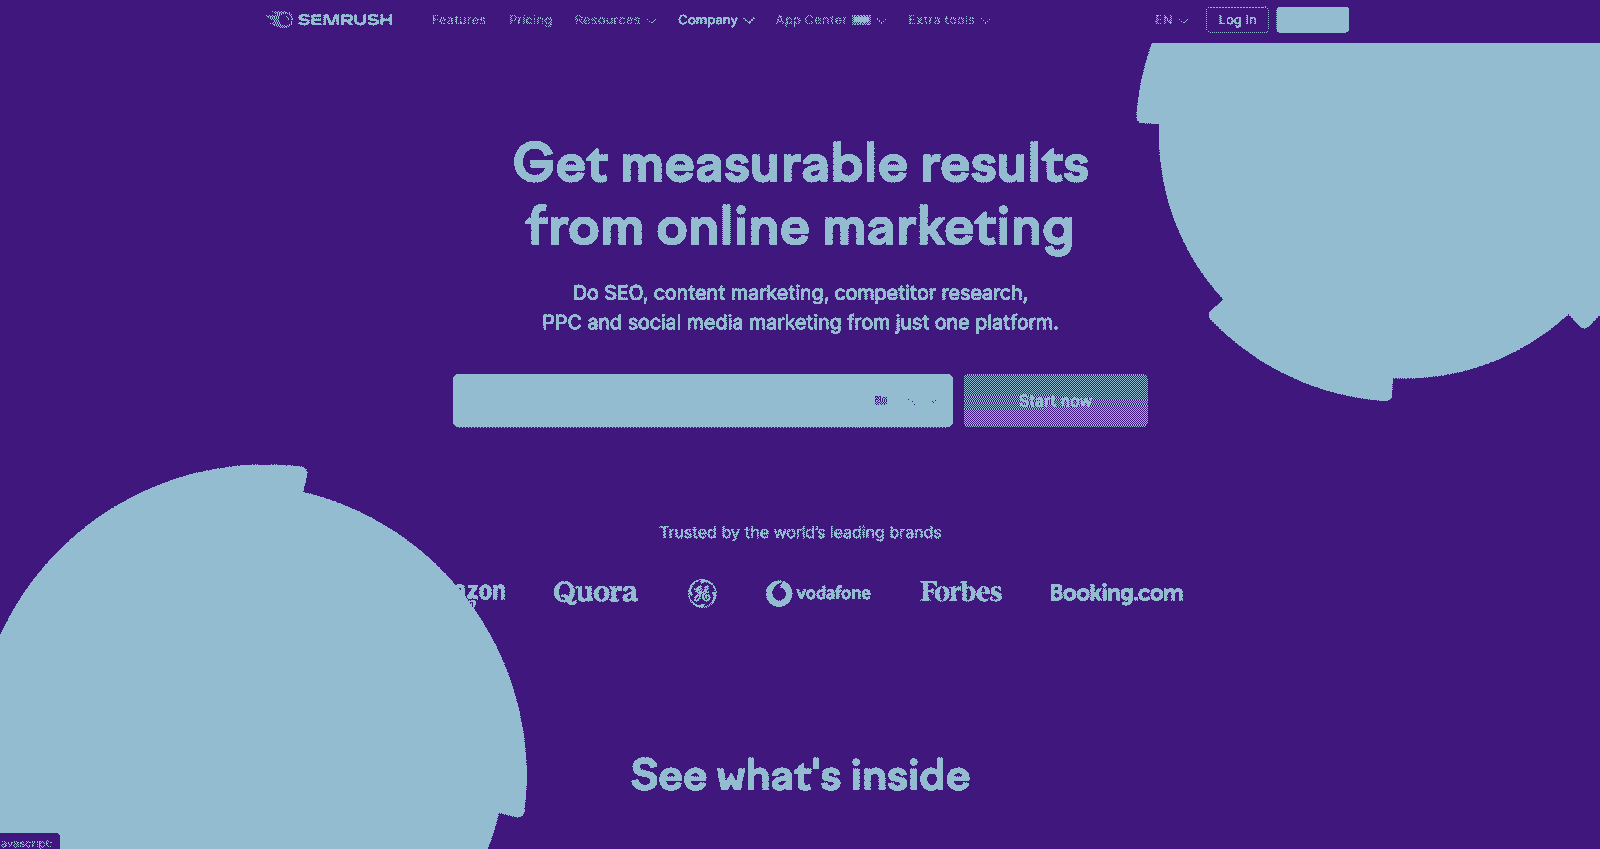 SEMRUSH Features Pricing Resources Company App Center Extra tools EN Log In
Get measurable results
from online marketing
Do SEO, content marketing, competitor research,
PPC and social media marketing from just one platform.
Start now
Trusted by the world's leading brands
zon Quora GE vodafone Forbes Booking.com
See what's inside
avascript: